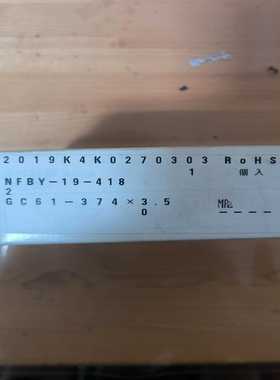 2019K4K0270303 RoHS
1 個入
NFBY-19-418
2
GC61-374×3.5
0 ----